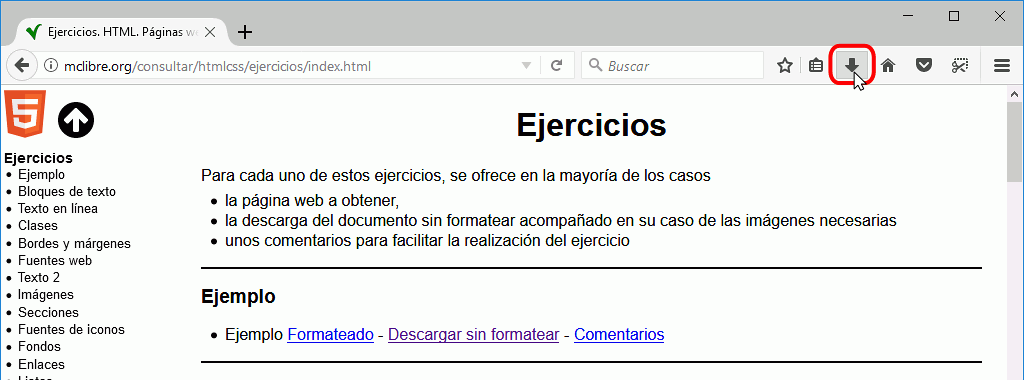 Ejercicios. HTML. Páginas we
mclibre.org/consultar/htmlcss/ejercicios/index.html
Buscar
5
Ejercicios
Ejemplo
Bloques de texto
Texto en línea
Clases
Bordes y márgenes
Fuentes web
Texto 2
Imágenes
Secciones
Fuentes de iconos
Fondos
Enlaces
Listas
Ejercicios
Para cada uno de estos ejercicios, se ofrece en la mayoría de los casos
• la página web a obtener,
• la descarga del documento sin formatear acompañado en su caso de las imágenes necesarias
• unos comentarios para facilitar la realización del ejercicio
Ejemplo
• Ejemplo Formateado - Descargar sin formatear - Comentarios